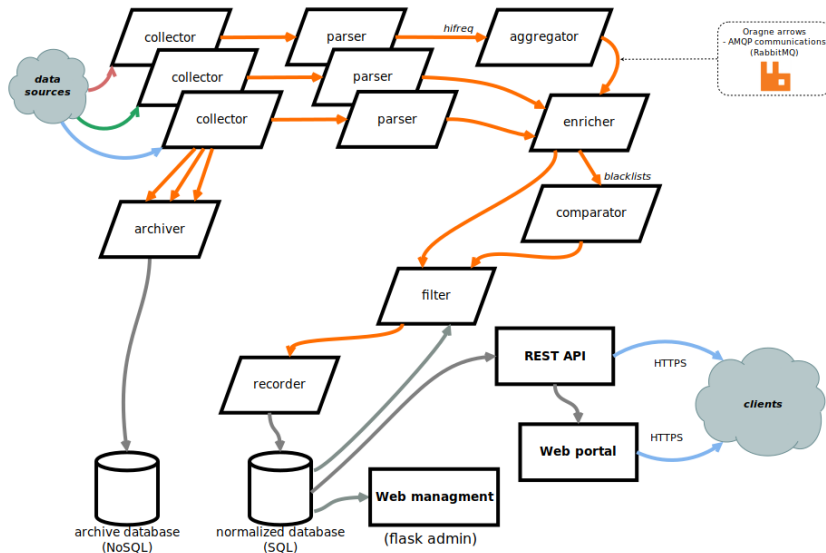 collector
parser
hifreq
aggregator
Oragne arrows
- AMQP communications
(RabbitMQ)
data
sources
collector
parser
collector
parser
enricher
blacklists
archiver
comparator
filter
recorder
REST API
HTTPS
clients
HTTPS
Web portal
Web managment
archive database
(NoSQL)
normalized database
(SQL)
(flask admin)